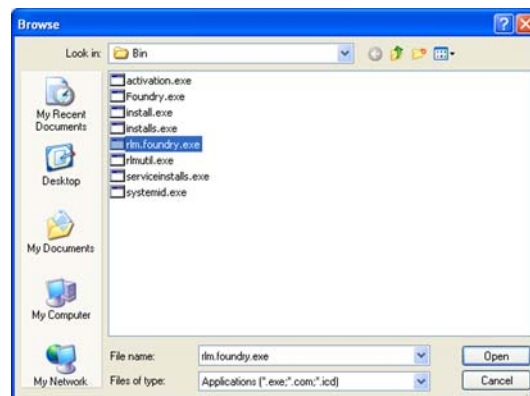 Browse
Look in:
Bin
My Recent
Documents
Desktop
My Documents
My Computer
My Network
activation.exe
Foundry.exe
install.exe
installs.exe
rlm.foundry.exe
rlmutil.exe
serviceinstalls.exe
systemid.exe
File name:
rlm.foundry.exe
Open
Files of type:
Applications (*.exe;*.com;*.icd)
Cancel